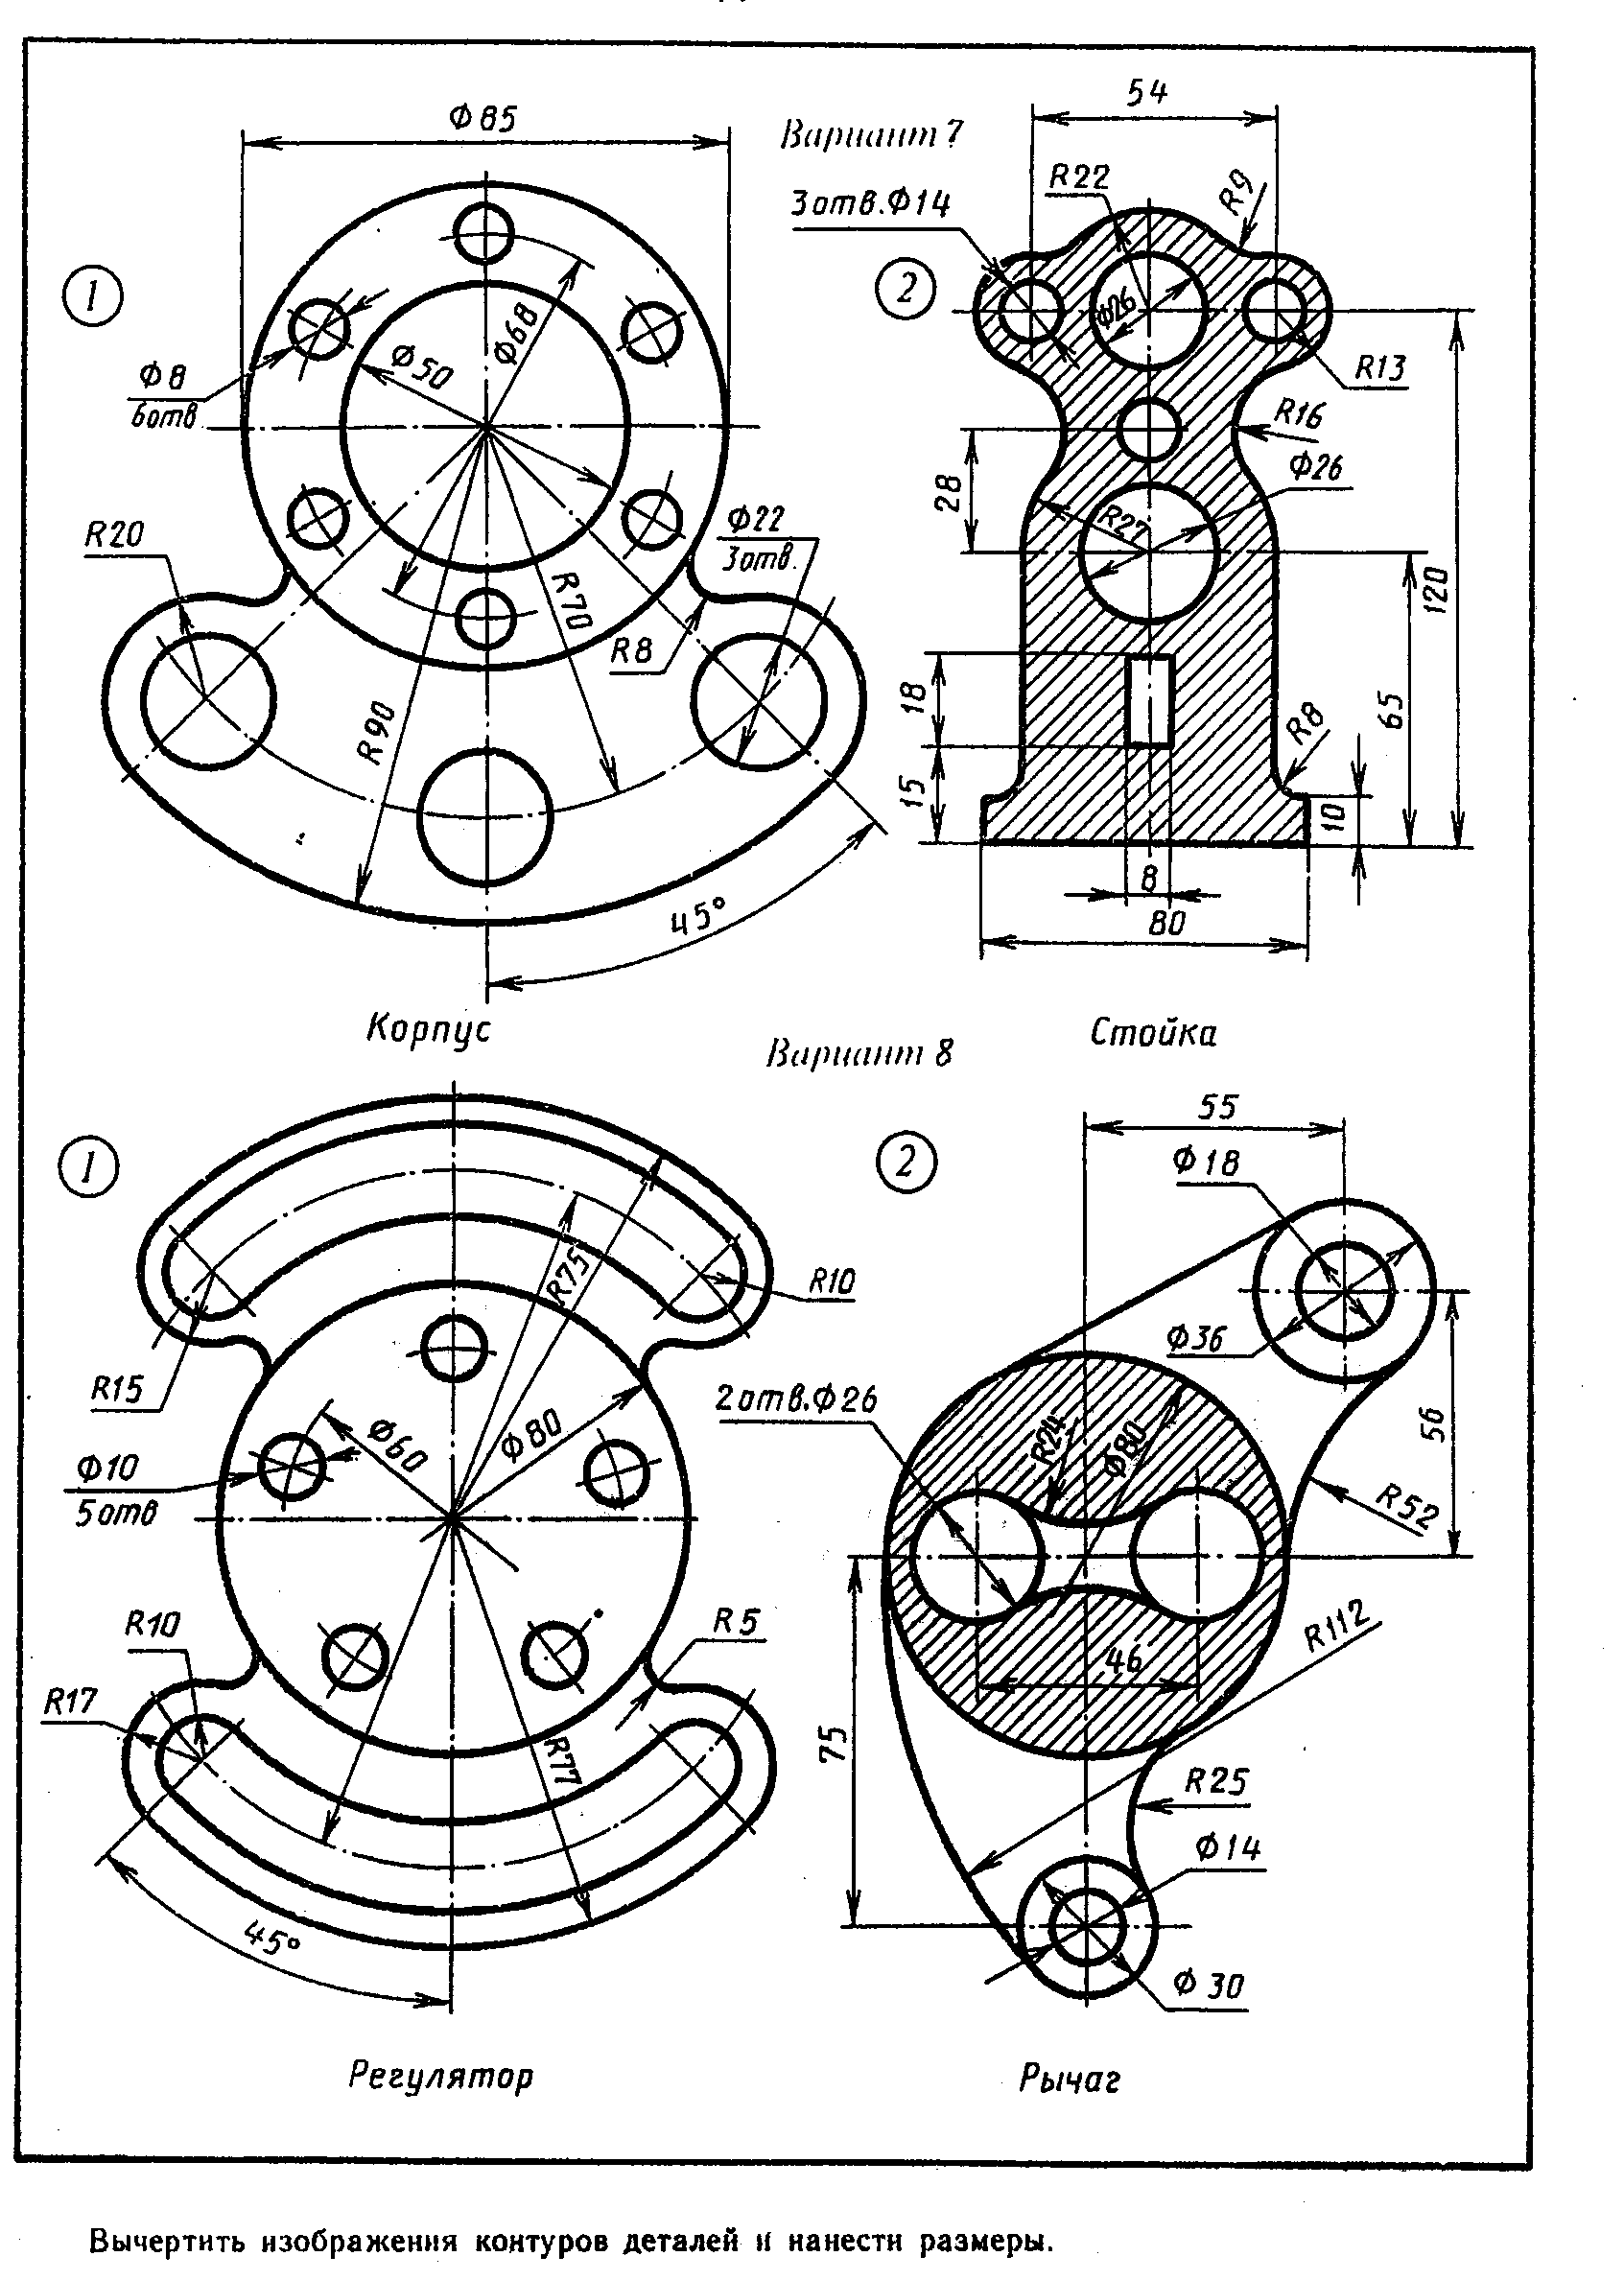 Вариант 7
1
Ф85
Ф68
Ф50
Ф8
6отв
R20
Ф22
3отв.
R70
R8
R90
45°
Корпус
2
54
R22
R9
3отв.Ф14
Ф26
R13
R16
Ф26
28
R27
120
18
65
R8
15
10
8
80
Стойка
Вариант 8
1
R75
R10
R15
Ф60
Ф80
Ф10
5отв
R10
R5
R17
R77
45°
Регулятор
2
55
Ф18
Ф36
2отв.Ф26
R24
Ф80
56
R52
R112
46
75
R25
Ф14
Ф30
Рычаг
Вычертить изображения контуров деталей и нанести размеры.